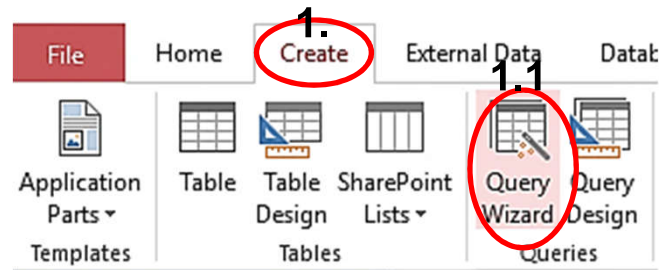 1.
File Home Create External Data Datab
1.1
Application Parts
Table
Table Design
SharePoint Lists
Query Wizard
Query Design
Templates Tables Queries